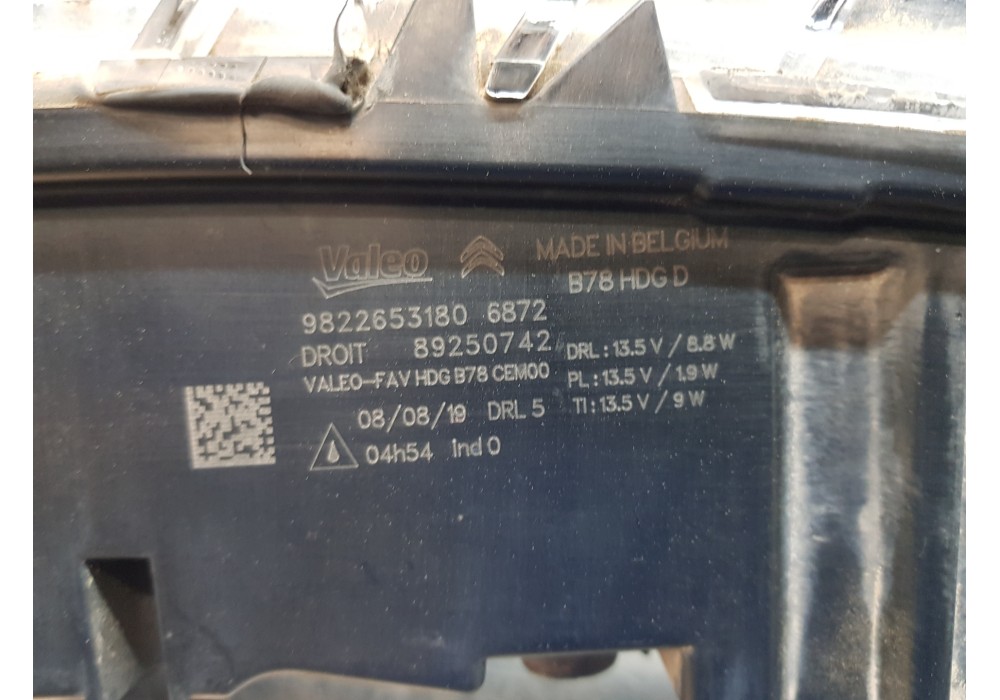 Valeo MADE IN BELGIUM
B78 HDG D
9822653180 6872
DROIT 89250742
VALEO-FAV HDG B78 CEM00
08/08/19 DRL 5
04h54 Ind 0
DRL : 13.5 V / 8.8 W
PL : 13.5 V / 1.9 W
TI : 13.5 V / 9 W